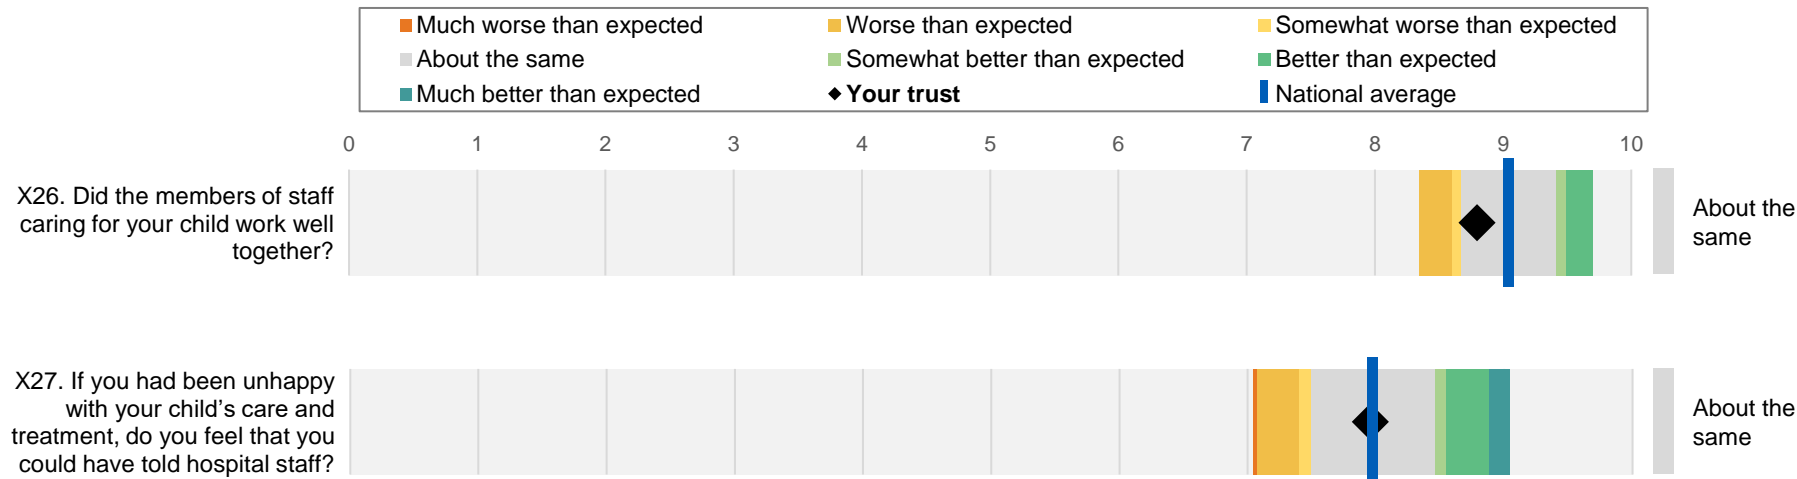 Much worse than expected
Worse than expected
Somewhat worse than expected
About the same
Somewhat better than expected
Better than expected
Much better than expected
Your trust
National average
0 1 2 3 4 5 6 7 8 9 10
X26. Did the members of staff
caring for your child work well
together?
About the
same
X27. If you had been unhappy
with your child’s care and
treatment, do you feel that you
could have told hospital staff?
About the
same